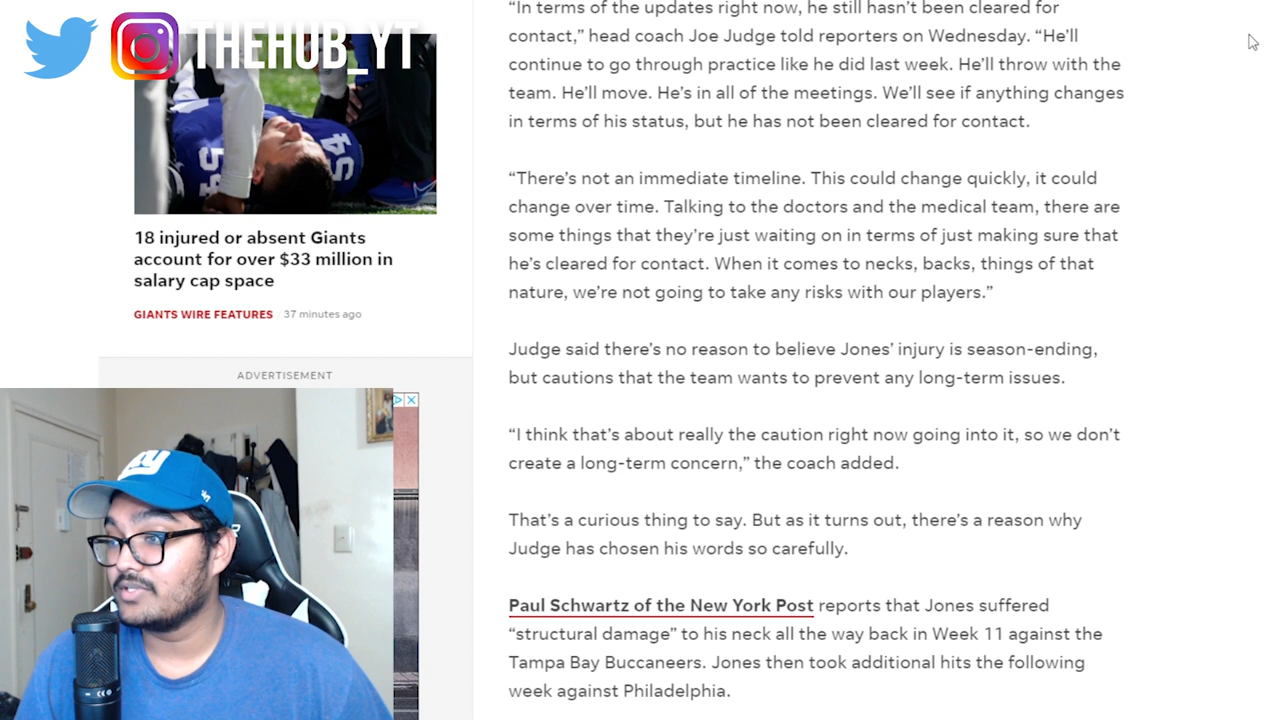 THEHUB_YT
54
54
18 injured or absent Giants
account for over $33 million in
salary cap space
GIANTS WIRE FEATURES 37 minutes ago
ADVERTISEMENT
ny
“In terms of the updates right now, he still hasn’t been cleared for
contact,” head coach Joe Judge told reporters on Wednesday. “He’ll
continue to go through practice like he did last week. He’ll throw with the
team. He’ll move. He’s in all of the meetings. We’ll see if anything changes
in terms of his status, but he has not been cleared for contact.
“There’s not an immediate timeline. This could change quickly, it could
change over time. Talking to the doctors and the medical team, there are
some things that they’re just waiting on in terms of just making sure that
he’s cleared for contact. When it comes to necks, backs, things of that
nature, we’re not going to take any risks with our players.”
Judge said there’s no reason to believe Jones’ injury is season-ending,
but cautions that the team wants to prevent any long-term issues.
“I think that’s about really the caution right now going into it, so we don’t
create a long-term concern,” the coach added.
That’s a curious thing to say. But as it turns out, there’s a reason why
Judge has chosen his words so carefully.
Paul Schwartz of the New York Post reports that Jones suffered
“structural damage” to his neck all the way back in Week 11 against the
Tampa Bay Buccaneers. Jones then took additional hits the following
week against Philadelphia.